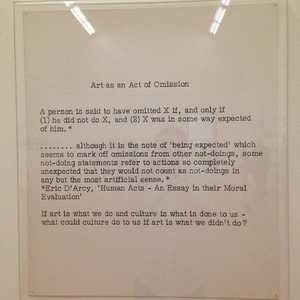 Art as an Act of Omission
A person is said to have omitted X if, and only if
(1) he did not do X, and (2) X was in some way expected
of him.*
........ although it is the note of 'being expected' which
seems to mark off omissions from other not-doings, some
not-doing statements refer to actions so completely
unexpected that they would not count as not-doings in
any but the most artificial sense.*
*Eric D'Arcy, 'Human Acts - An Essay in their Moral
Evaluation'
If art is what we do and culture is what is done to us -
what could culture do to us if art is what we didn't do?